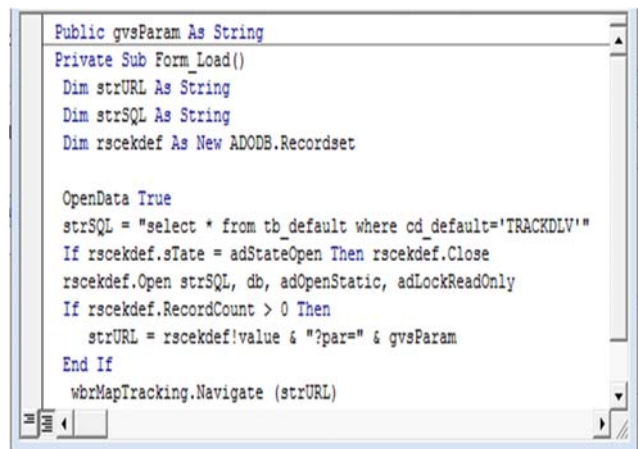 Public gvsParam As String
Private Sub Form_Load()
Dim strURL As String
Dim strSQL As String
Dim rscekdef As New ADODB.Recordset
OpenData True
strSQL = "select * from tb_default where cd_default='TRACKDLV'"
If rscekdef.sTate = adStateOpen Then rscekdef.Close
rscekdef.Open strSQL, db, adOpenStatic, adLockReadOnly
If rscekdef.RecordCount > 0 Then
strURL = rscekdef!value & "?par=" & gvsParam
End If
wbrMapTracking.Navigate (strURL)